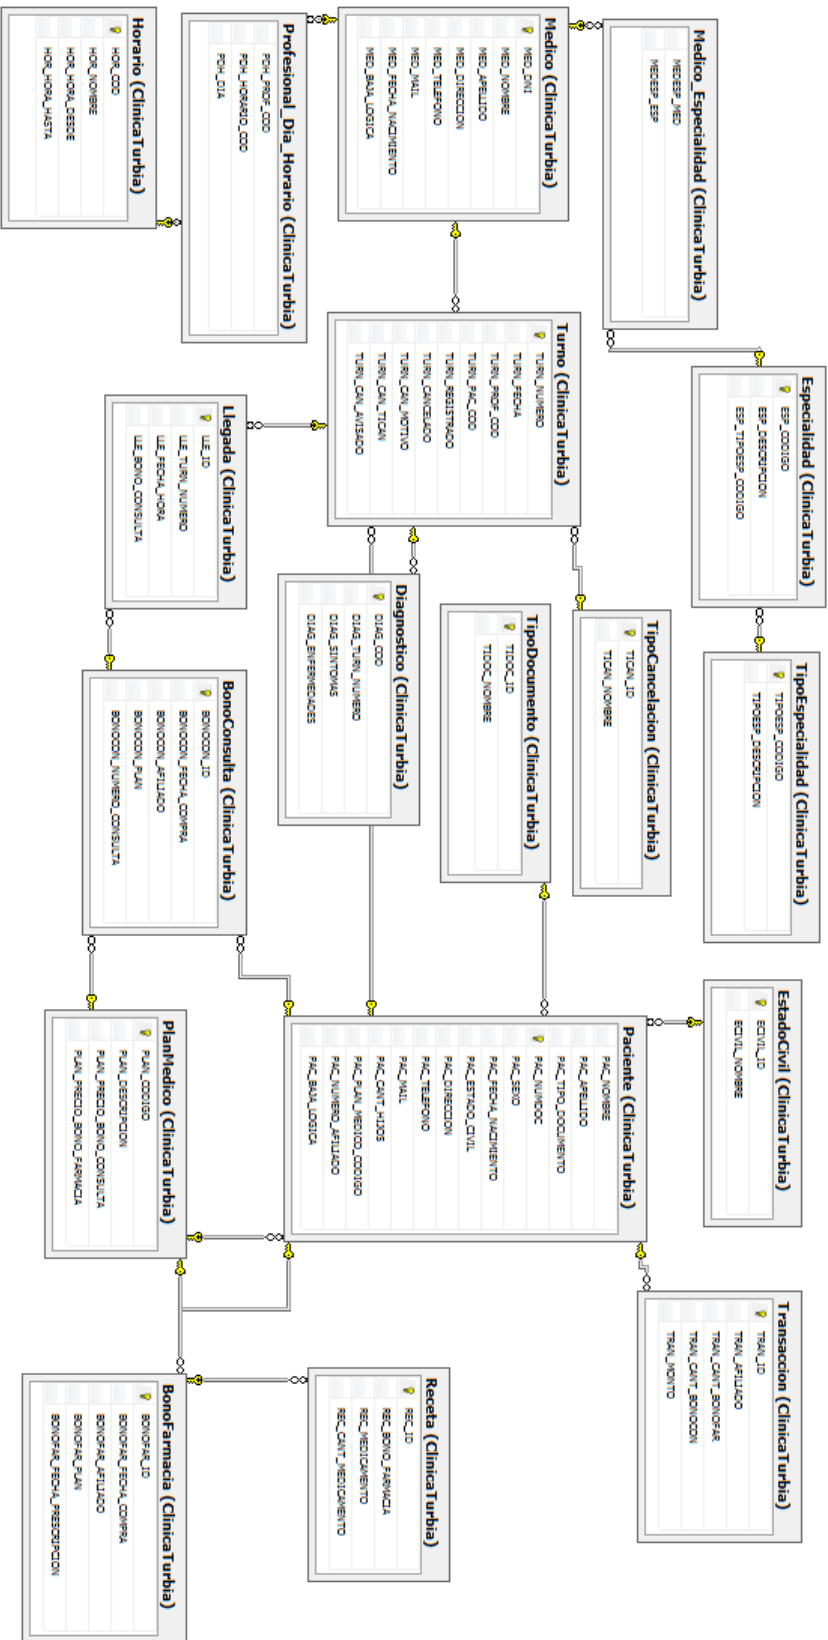 Medico_Especialidad (ClinicaTurbia)
MEDESP_MED
MEDESP_ESP
Especialidad (ClinicaTurbia)
ESP_CODIGO
ESP_DESCRIPCION
ESP_TIPOESP_CODIGO
TipoEspecialidad (ClinicaTurbia)
TIPOESP_CODIGO
TIPOESP_DESCRIPCION
EstadoCivil (ClinicaTurbia)
ECIVIL_ID
ECIVIL_NOMBRE
Transaccion (ClinicaTurbia)
TRAN_ID
TRAN_AFILIADO
TRAN_CANT_BONOFAR
TRAN_CANT_BONOCON
TRAN_MONTO
Medico (ClinicaTurbia)
MED_DNI
MED_NOMBRE
MED_APELLIDO
MED_DIRECCION
MED_TELEFONO
MED_MAIL
MED_FECHA_NACIMIENTO
MED_BAJA_LOGICA
Turno (ClinicaTurbia)
TURN_NUMERO
TURN_FECHA
TURN_PROF_COD
TURN_PAC_COD
TURN_REGISTRADO
TURN_CANCELADO
TURN_CAN_MOTIVO
TURN_CAN_TICAN
TURN_CAN_AVISADO
TipoCancelacion (ClinicaTurbia)
TICAN_ID
TICAN_NOMBRE
TipoDocumento (ClinicaTurbia)
TIDOC_ID
TIDOC_NOMBRE
Paciente (ClinicaTurbia)
PAC_NOMBRE
PAC_APELLIDO
PAC_TIPO_DOCUMENTO
PAC_NUMDOC
PAC_SEXO
PAC_FECHA_NACIMIENTO
PAC_ESTADO_CIVIL
PAC_DIRECCION
PAC_TELEFONO
PAC_MAIL
PAC_CANT_HIJOS
PAC_PLAN_MEDICO_CODIGO
PAC_NUMERO_AFILIADO
PAC_BAJA_LOGICA
Profesional_Dia_Horario (ClinicaTurbia)
PDH_PROF_COD
PDH_HORARIO_COD
PDH_DIA
Diagnostico (ClinicaTurbia)
DIAG_COD
DIAG_TURN_NUMERO
DIAG_SINTOMAS
DIAG_ENFERMEDADES
Receta (ClinicaTurbia)
REC_ID
REC_BONO_FARMACIA
REC_MEDICAMENTO
REC_CANT_MEDICAMENTO
Horario (ClinicaTurbia)
HOR_COD
HOR_NOMBRE
HOR_HORA_DESDE
HOR_HORA_HASTA
Llegada (ClinicaTurbia)
LLE_ID
LLE_TURN_NUMERO
LLE_FECHA_HORA
LLE_BONO_CONSULTA
BonoConsulta (ClinicaTurbia)
BONOCON_ID
BONOCON_FECHA_COMPRA
BONOCON_AFILIADO
BONOCON_PLAN
BONOCON_NUMERO_CONSULTA
PlanMedico (ClinicaTurbia)
PLAN_CODIGO
PLAN_DESCRIPCION
PLAN_PRECIO_BONO_CONSULTA
PLAN_PRECIO_BONO_FARMACIA
BonoFarmacia (ClinicaTurbia)
BONOFAR_ID
BONOFAR_FECHA_COMPRA
BONOFAR_AFILIADO
BONOFAR_PLAN
BONOFAR_FECHA_PRESCRIPCION